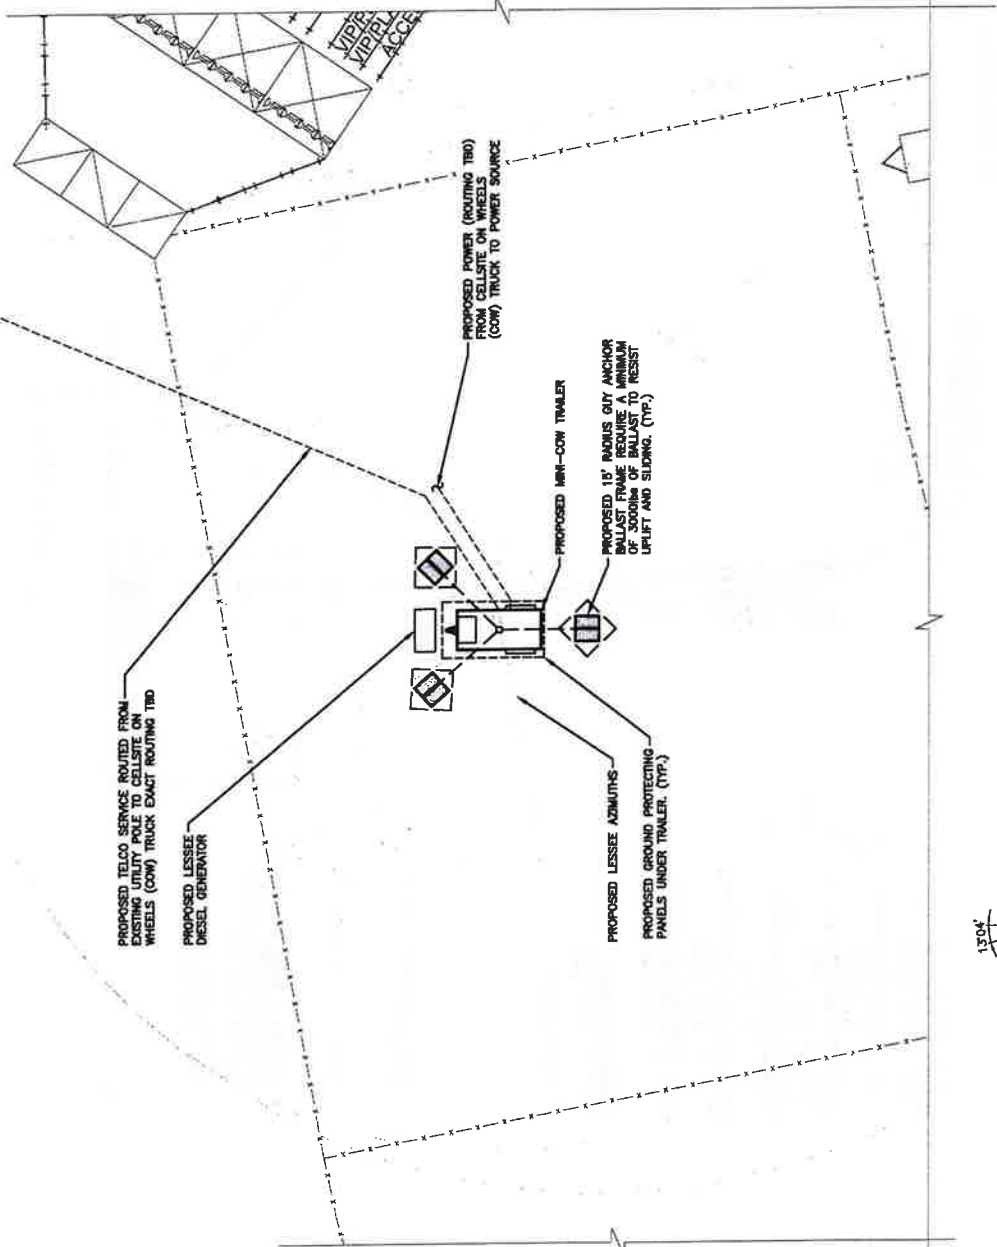 PROPOSED TELCO SERVICE ROUTED FROM
EXISTING UTILITY POLE TO CELLSITE ON
WHEELS (COW) TRUCK EXACT ROUTING TBD
PROPOSED LESSEE
DIESEL GENERATOR
PROPOSED LESSEE AZIMUTHS
PROPOSED GROUND PROTECTING
PANELS UNDER TRAILER. (TYP.)
PROPOSED POWER (ROUTING TBD)
FROM CELLSITE ON WHEELS
(COW) TRUCK TO POWER SOURCE
PROPOSED MINI-COW TRAILER
PROPOSED 15' RADIUS GUY ANCHOR
BALLAST FRAME REQUIRE A MINIMUM
OF 3000lbs OF BALLAST TO RESIST
UPLIFT AND SLIDING. (TYP.)
VIP/PLA
ACCE
1304'